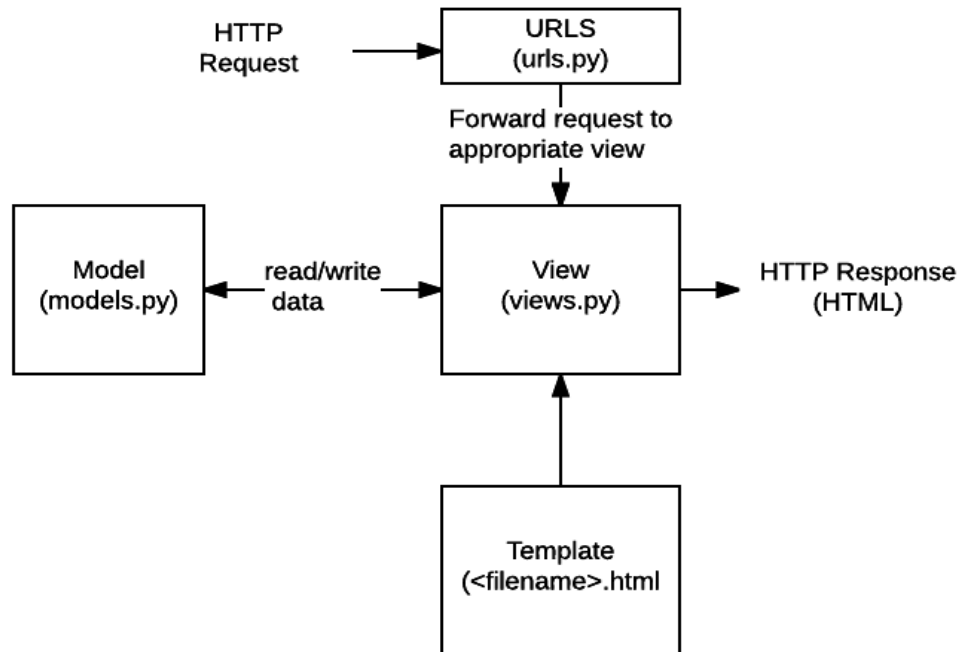 HTTP
Request
URLS
(urls.py)
Forward request to
appropriate view
Model
(models.py)
read/write
data
View
(views.py)
HTTP Response
(HTML)
Template
(<filename>.html